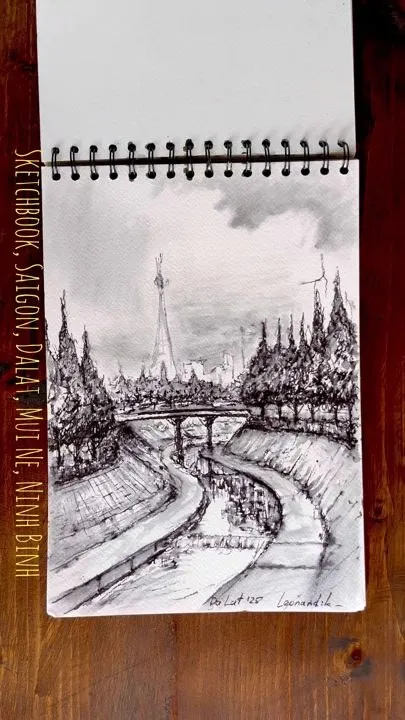 SKETCHBOOK, SAIGON, DALAT, MUI NE, NINH BINH
Da Lat '25